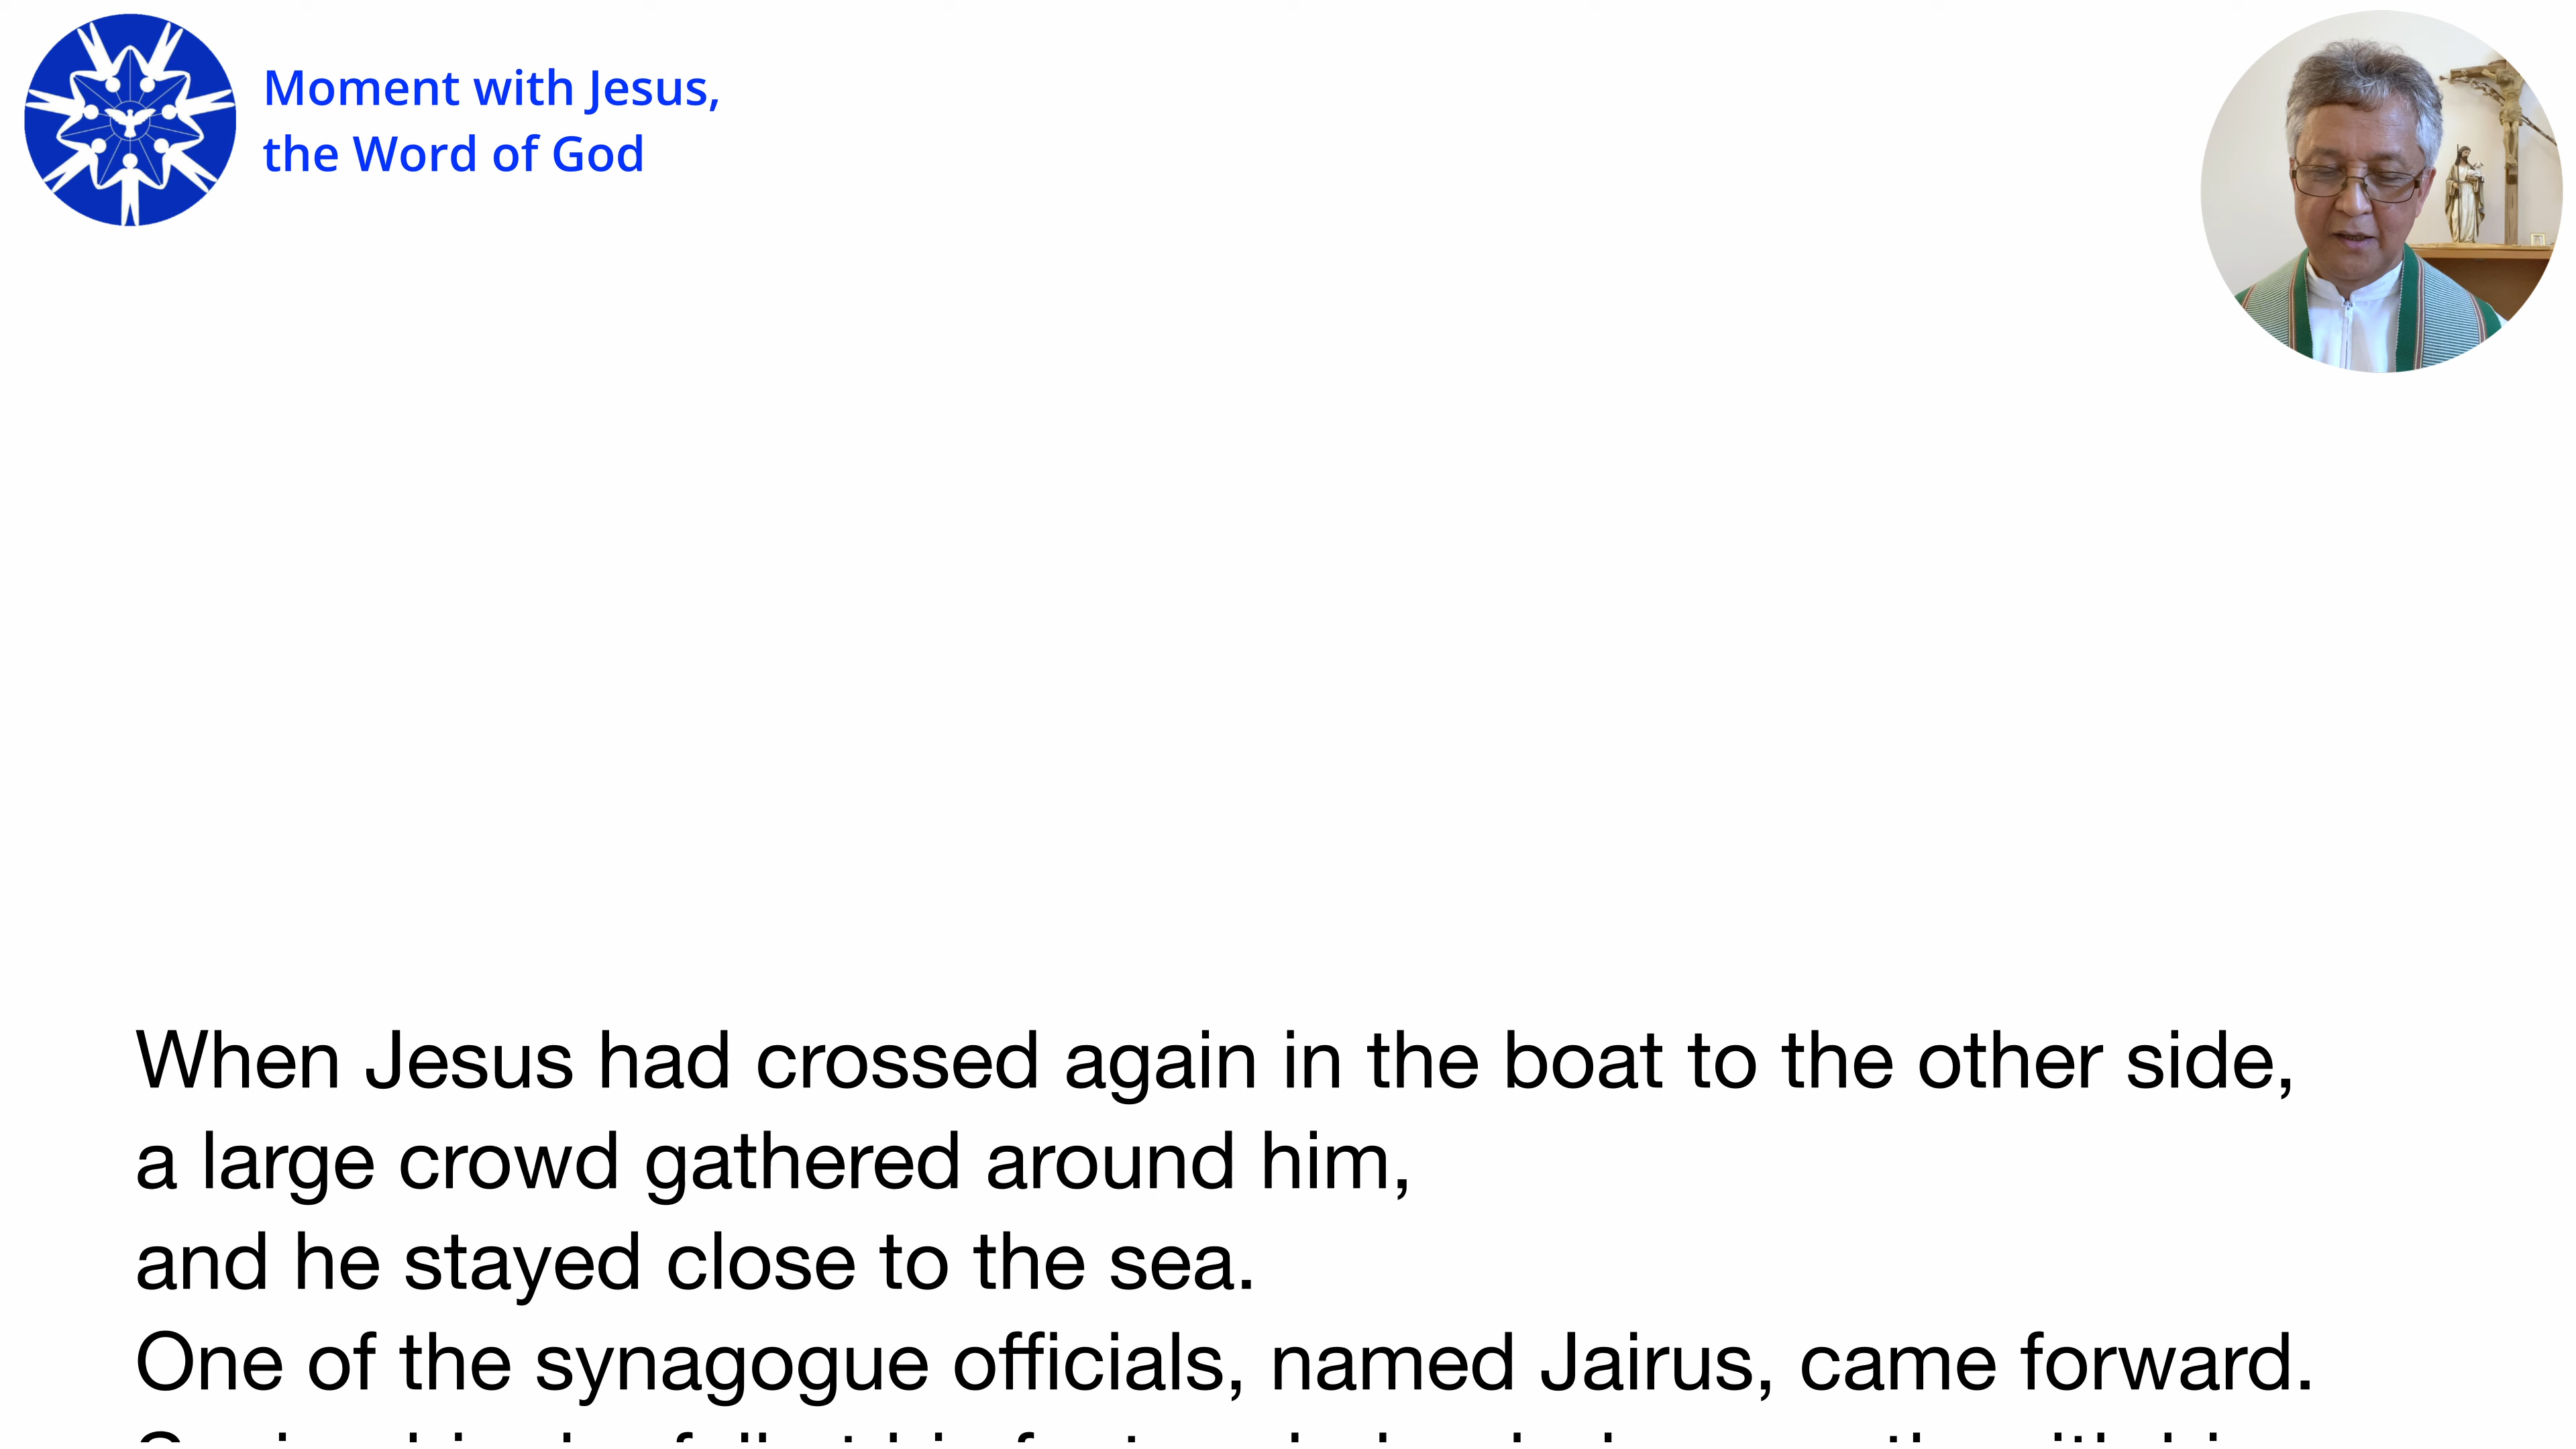 Moment with Jesus,
the Word of God
When Jesus had crossed again in the boat to the other side,
a large crowd gathered around him,
and he stayed close to the sea.
One of the synagogue officials, named Jairus, came forward.